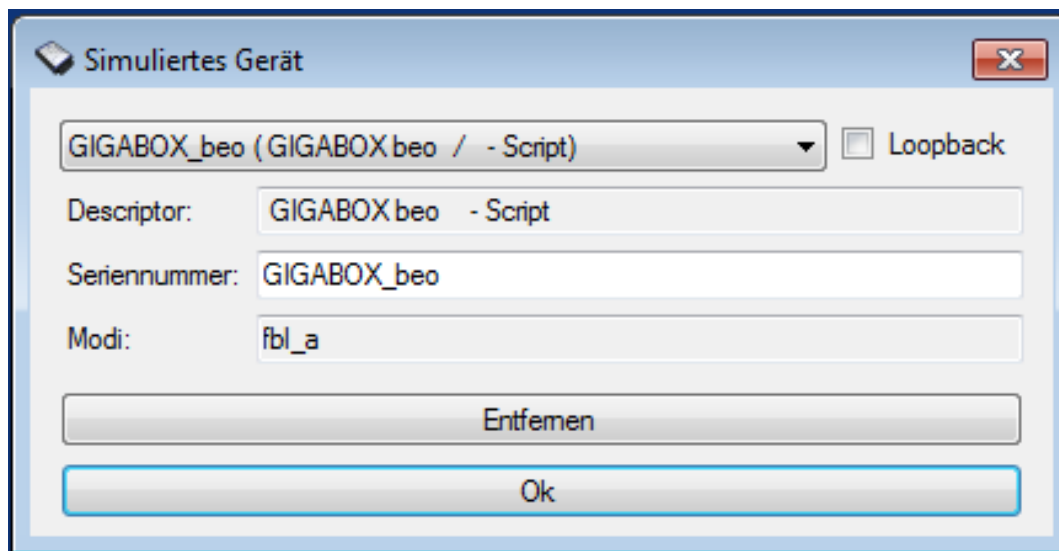 Simuliertes Gerät
GIGABOX_beo ( GIGABOX beo / - Script) Loopback
Descriptor: GIGABOX beo - Script
Seriennummer: GIGABOX_beo
Modi: fbl_a
Entfernen
Ok